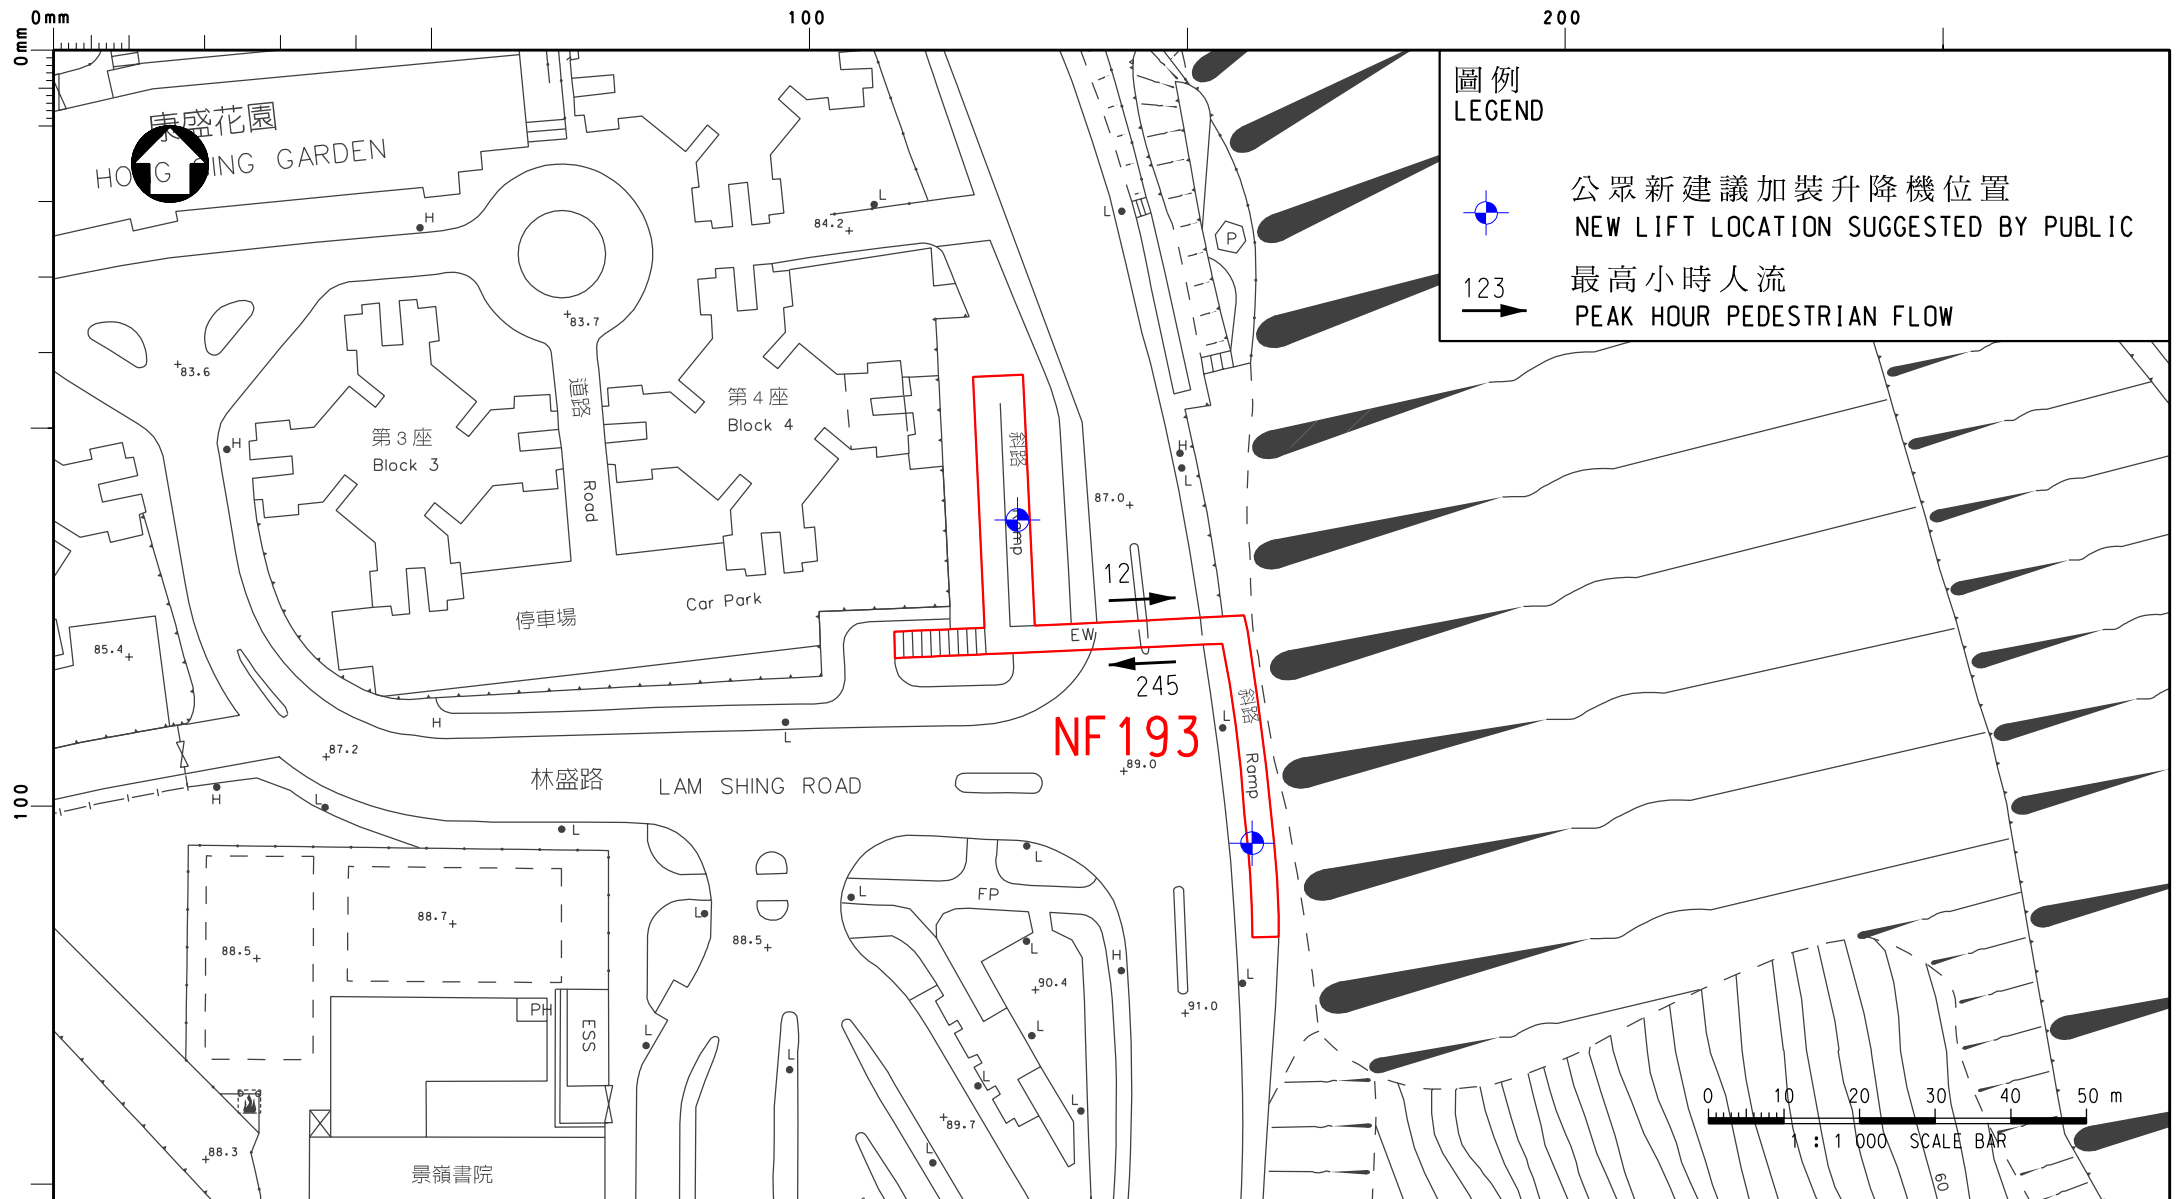 0mm
100
200
0mm
100
圖例
LEGEND
公眾新建議加裝升降機位置
NEW LIFT LOCATION SUGGESTED BY PUBLIC
123
最高小時人流
PEAK HOUR PEDESTRIAN FLOW
康盛花園
HONG SING GARDEN
H
84.2
L
L
P
83.7
83.6
道路
Road
第4座
Block 4
第3座
Block 3
H
斜路
Ramp
H
L
87.0
12
停車場
Car Park
EW
245
85.4
NF193
斜路
Ramp
H
L
L
87.2
89.0
林盛路
LAM SHING ROAD
H
L
L
L
L
FP
L
88.7
88.5
88.5
L
H
90.4
L
91.0
PH
ESS
L
L
L
L
89.7
L
88.3
景嶺書院
0 10 20 30 40 50 m
1 : 1 000 SCALE BAR
60